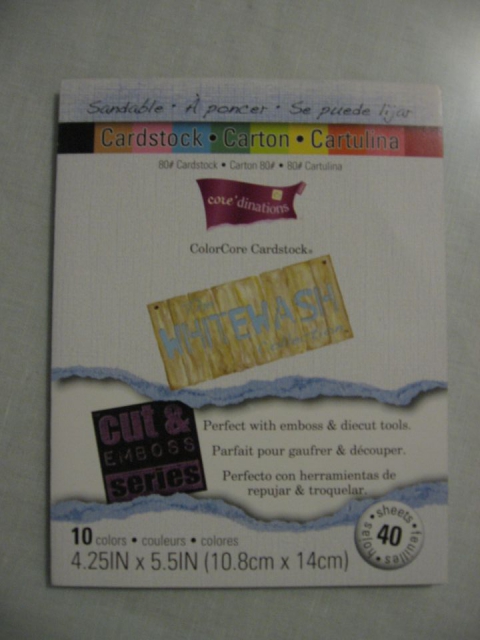 Sandable • À poncer • Se puede lijar
Cardstock • Carton • Cartulina
80# Cardstock • Carton 80# • 80# Cartulina
core'dinations
ColorCore Cardstock®
WHITEWASH
cut &
EMBOSS
series
Perfect with emboss & diecut tools.
Parfait pour gaufrer & découper.
Perfecto con herramientas de
repujar & troquelar.
10 colors • couleurs • colores
4.25IN x 5.5IN (10.8cm x 14cm)
40
sheets • feuilles • hojas •